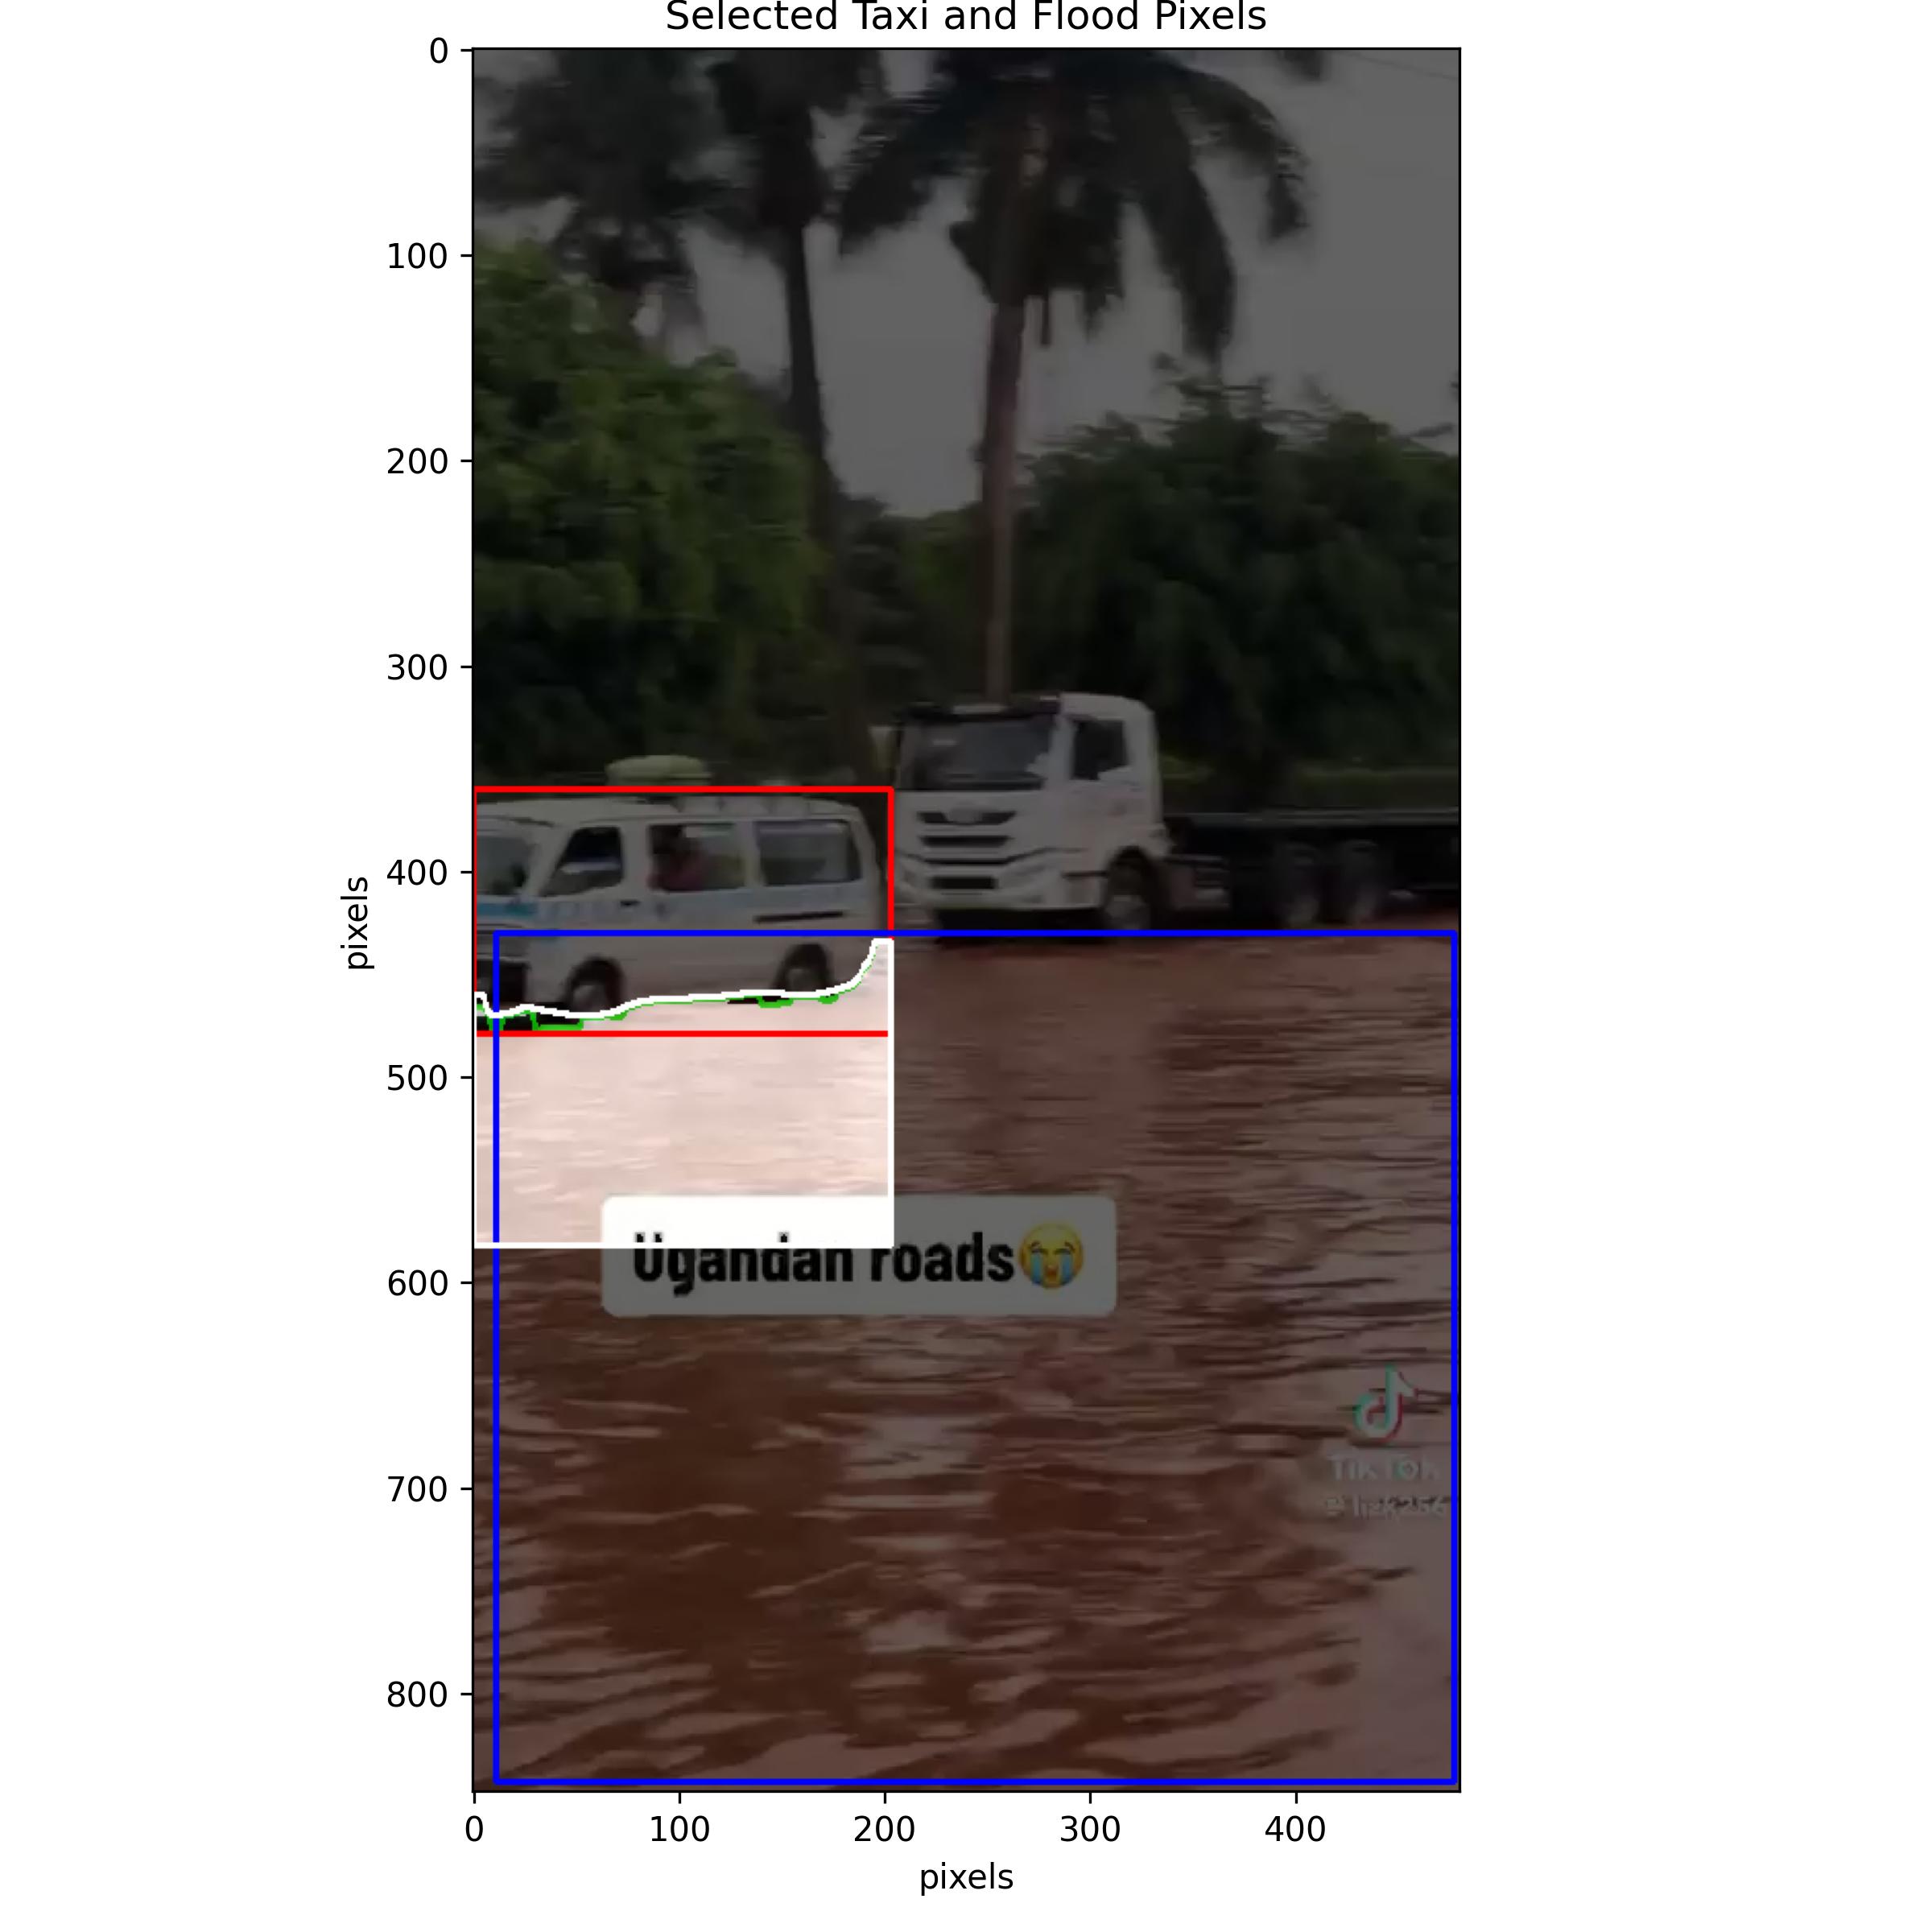 Selected Taxi and Flood Pixels
0
100
200
300
400
500
600
700
800
pixels
Ugandan roads😭
TikTok
0 100 200 300 400
pixels